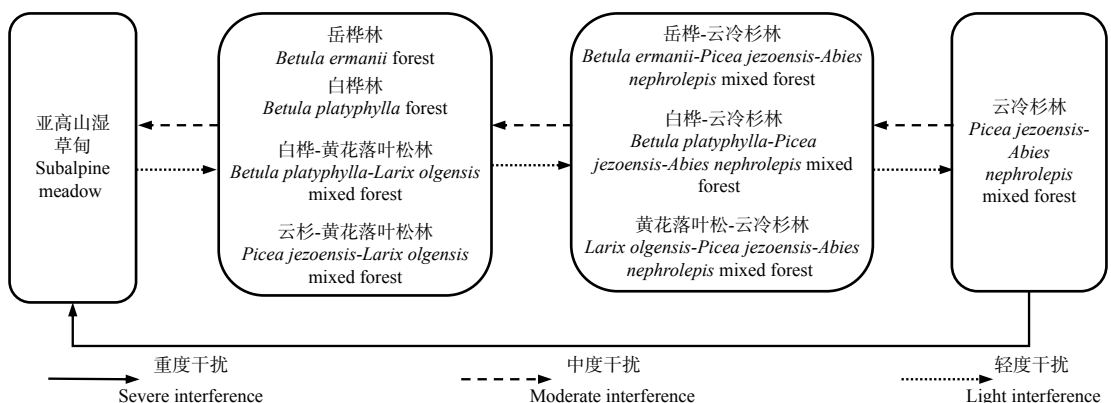 亚高山湿
草甸
Subalpine
meadow
岳桦林
Betula ermanii forest
白桦林
Betula platyphylla forest
白桦-黄花落叶松林
Betula platyphylla-Larix olgensis
mixed forest
云杉-黄花落叶松林
Picea jezoensis-Larix olgensis
mixed forest
岳桦-云冷杉林
Betula ermanii-Picea jezoensis-Abies
nephrolepis mixed forest
白桦-云冷杉林
Betula platyphylla-Picea
jezoensis-Abies nephrolepis mixed
forest
黄花落叶松-云冷杉林
Larix olgensis-Picea jezoensis-Abies
nephrolepis mixed forest
云冷杉林
Picea jezoensis-
Abies
nephrolepis
mixed forest
重度干扰
Severe interference
中度干扰
Moderate interference
轻度干扰
Light interference